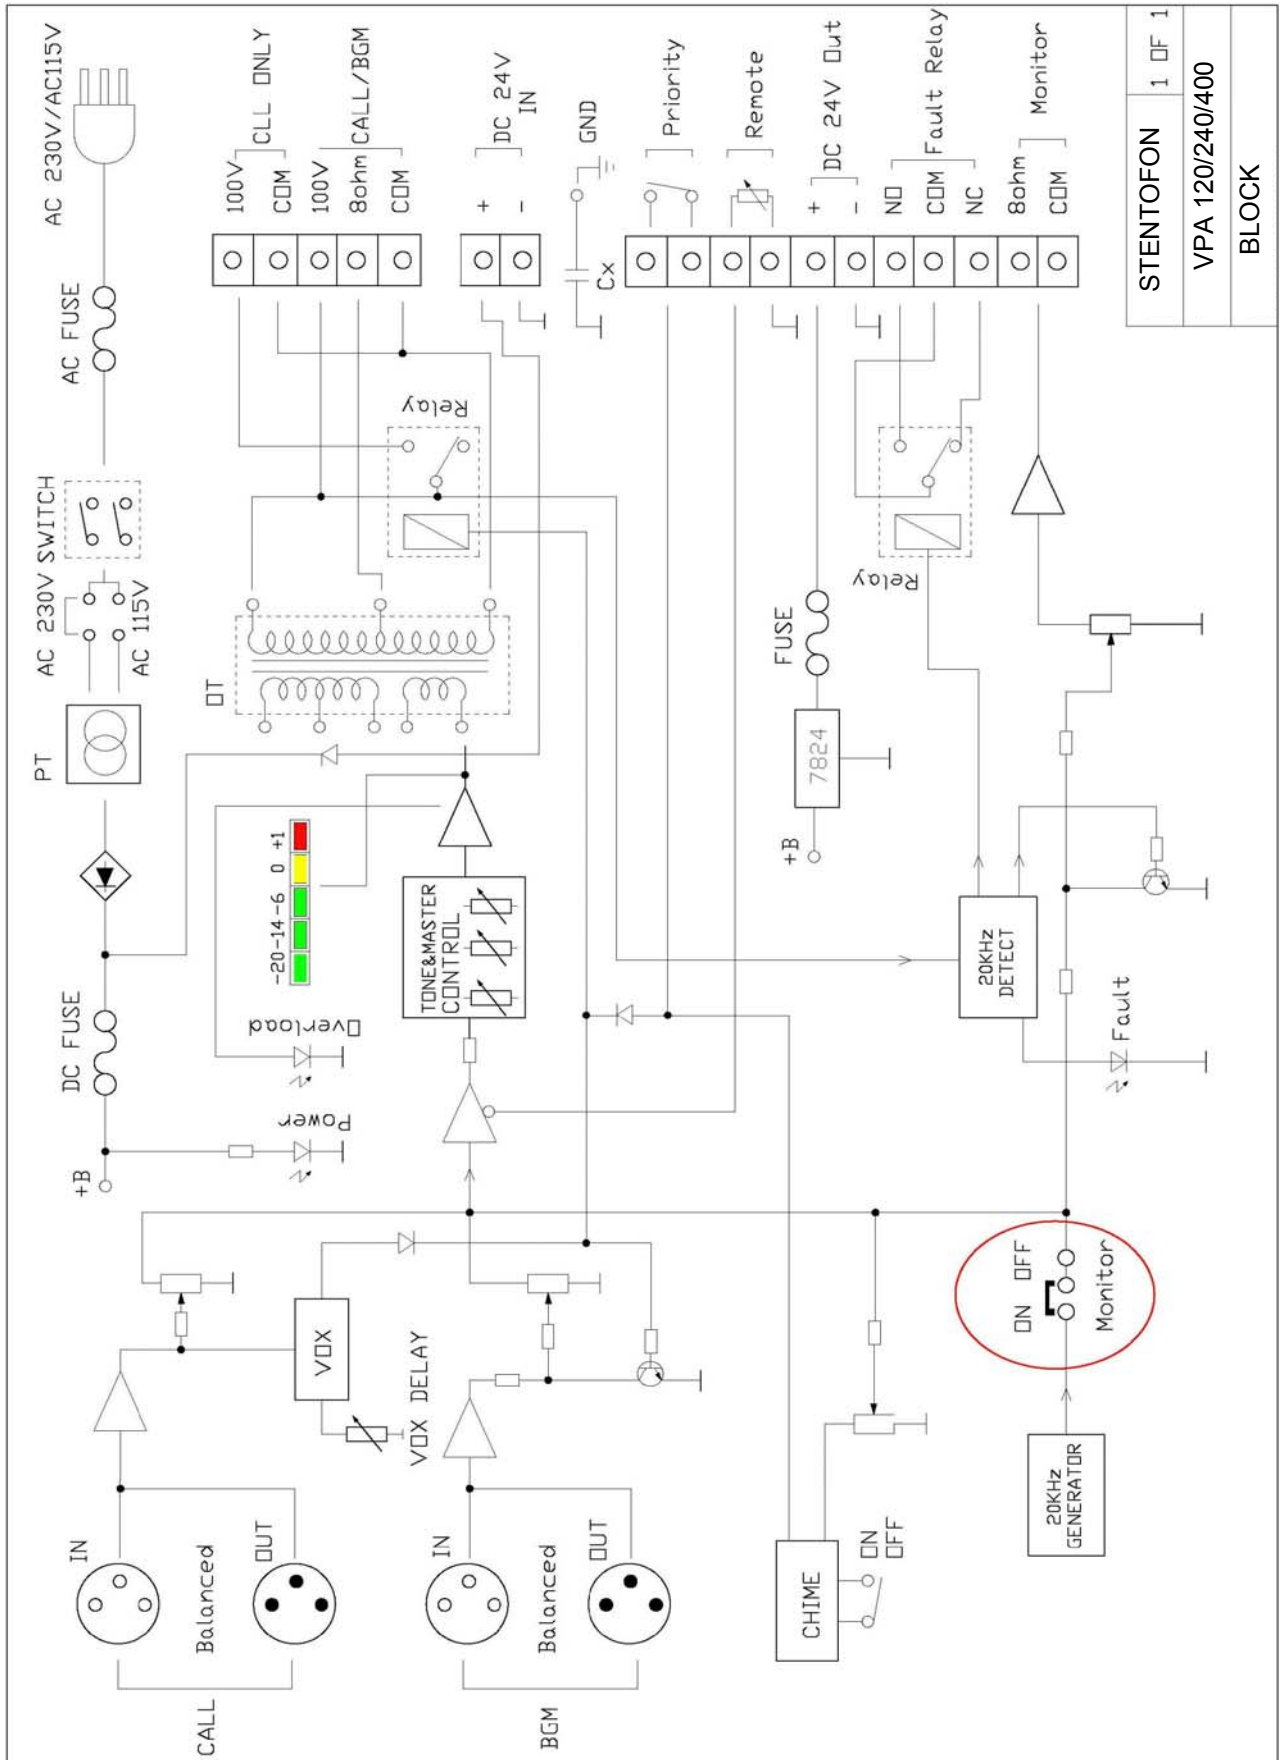 AC 230V/AC115V
AC FUSE
SWITCH
AC 230V
AC 115V
PT
DC FUSE
+B
Power
Overload
-20 -14 -6 0 +1
100V
COM
CLL ONLY
100V
8ohm
COM
CALL/BGM
+
-
DC 24V
IN
GND
Cx
Priority
Remote
+
-
DC 24V Out
NO
COM
NC
Fault Relay
8ohm
COM
Monitor
Relay
OT
TONE&MASTER
CONTROL
IN
Balanced
OUT
CALL
VOX
VOX DELAY
IN
Balanced
OUT
BGM
CHIME
ON
OFF
+B
7824
FUSE
Relay
20KHz
DETECT
Fault
20KHz
GENERATOR
ON OFF
Monitor
STENTOFON
1 OF 1
VPA 120/240/400
BLOCK